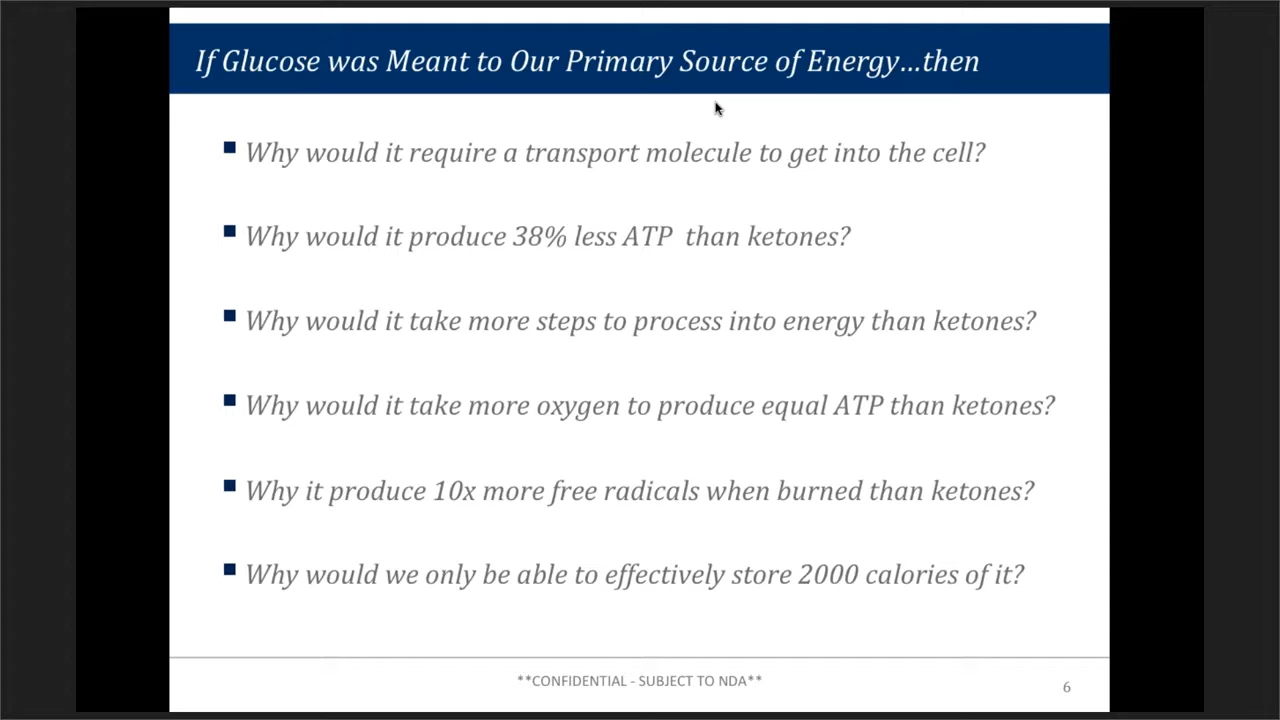 If Glucose was Meant to Our Primary Source of Energy...then
Why would it require a transport molecule to get into the cell?
Why would it produce 38% less ATP  than ketones?
Why would it take more steps to process into energy than ketones?
Why would it take more oxygen to produce equal ATP than ketones?
Why it produce 10x more free radicals when burned than ketones?
Why would we only be able to effectively store 2000 calories of it?
**CONFIDENTIAL - SUBJECT TO NDA**
6